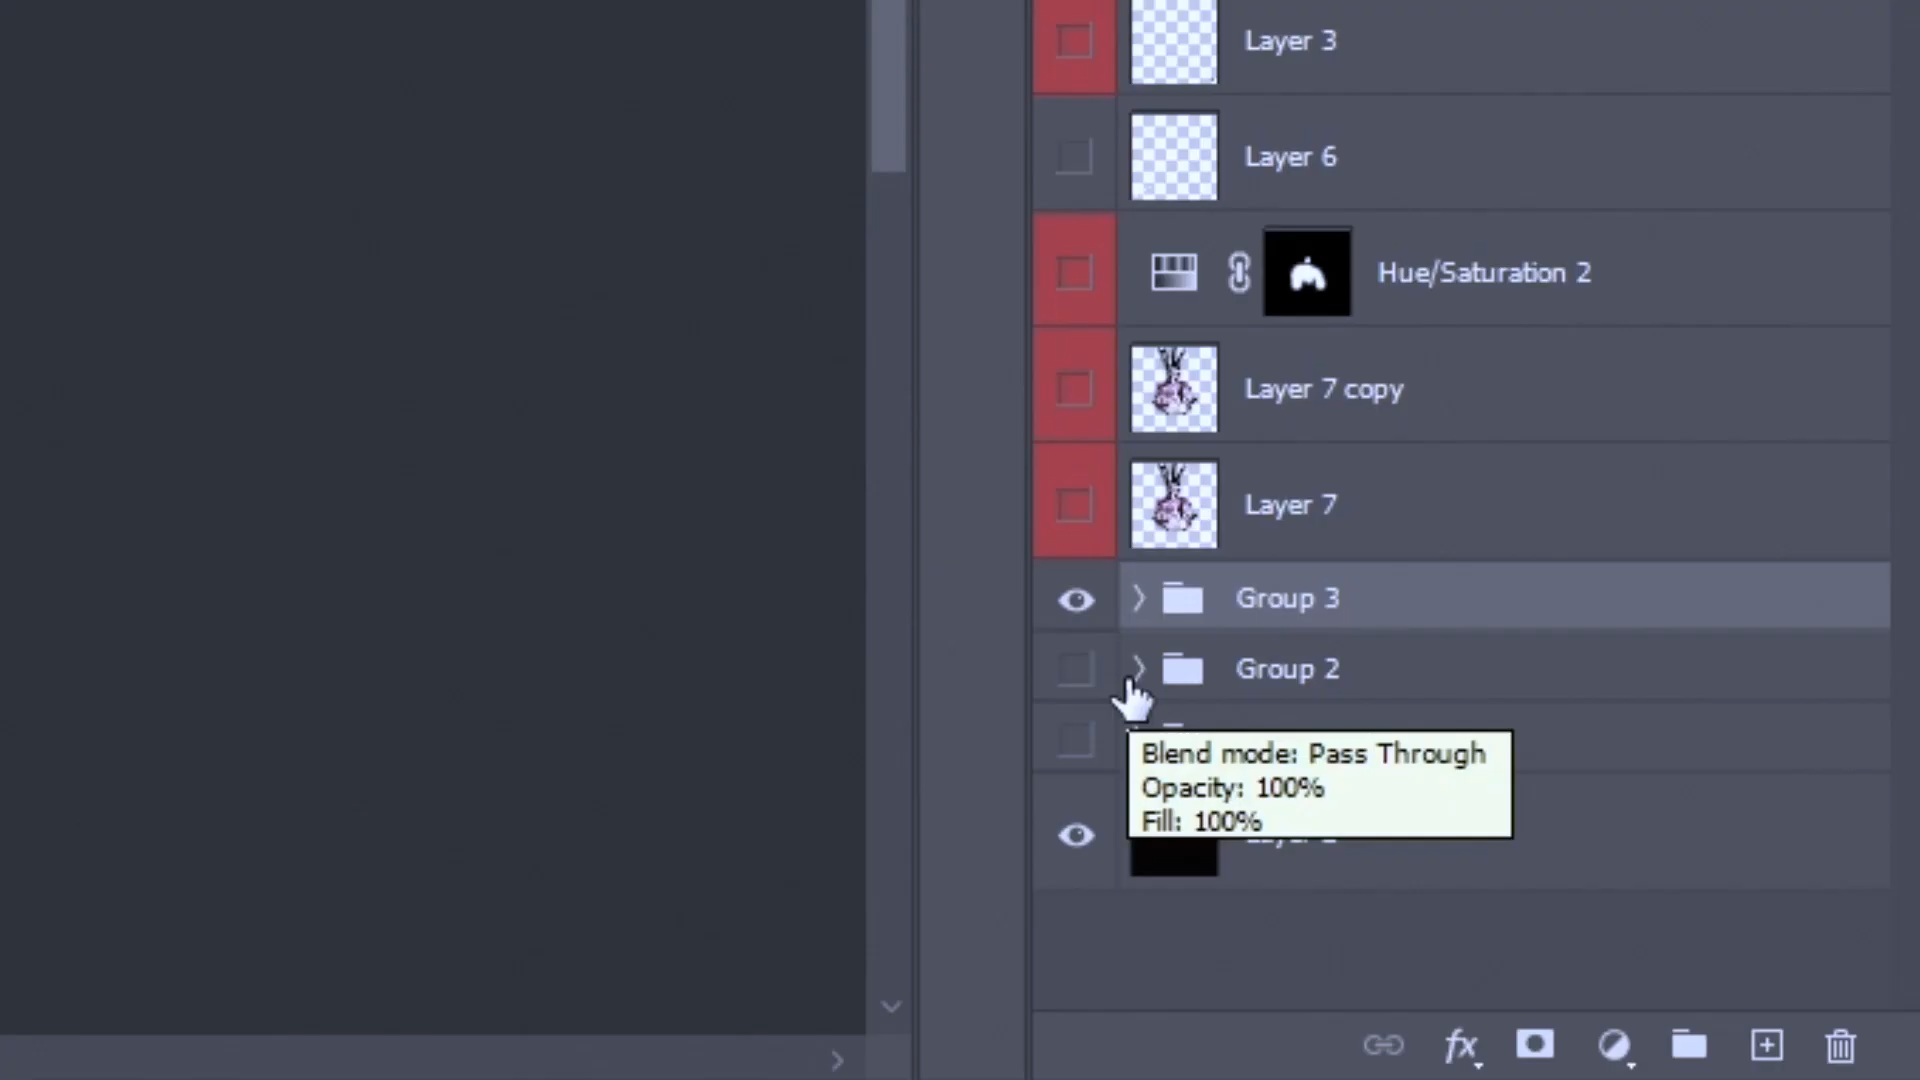 Layer 3
Layer 6
Hue/Saturation 2
Layer 7 copy
Layer 7
Group 3
Group 2
Blend mode: Pass Through
Opacity: 100%
Fill: 100%
fx